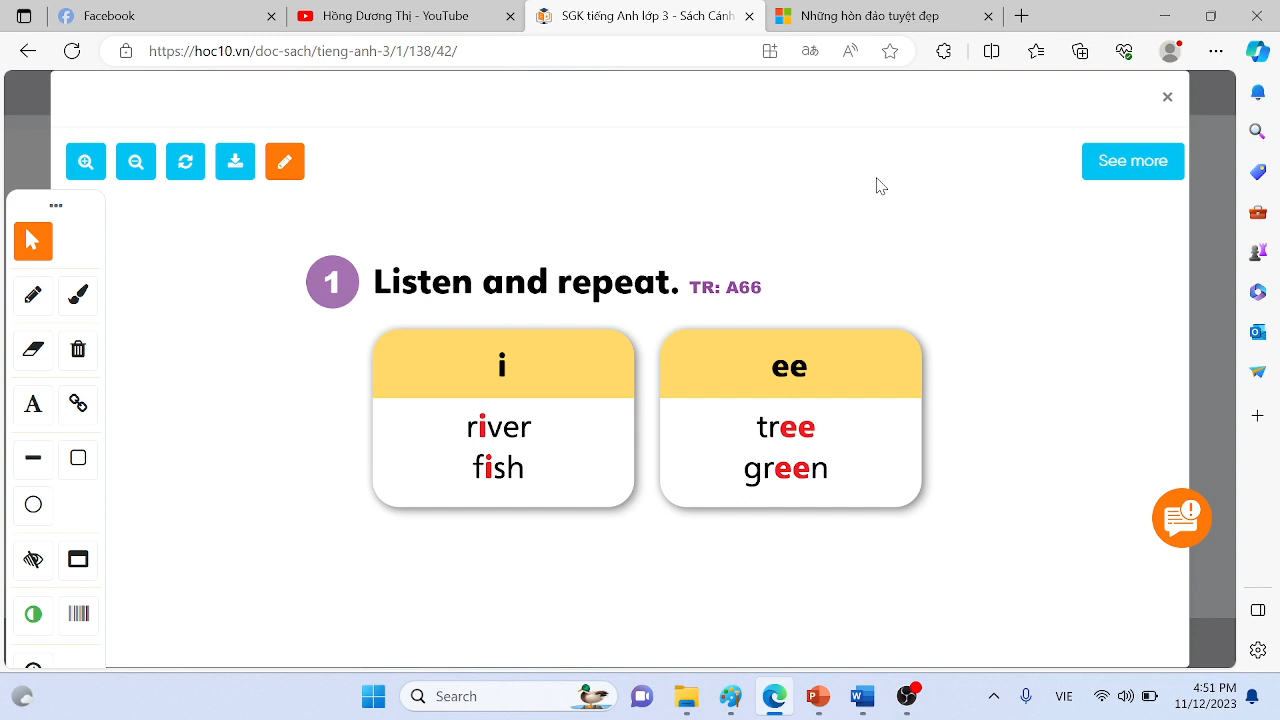 Facebook
Hồng Dương Thị - YouTube
SGK tiếng Anh lớp 3 - Sách Cánh
Những hòn đảo tuyệt đẹp
https://hoc10.vn/doc-sach/tieng-anh-3/1/138/42/
See more
1 Listen and repeat. TR: A66
i
river
fish
ee
tree
green
A
Search
VIE
4:51 PM
11/12/2023